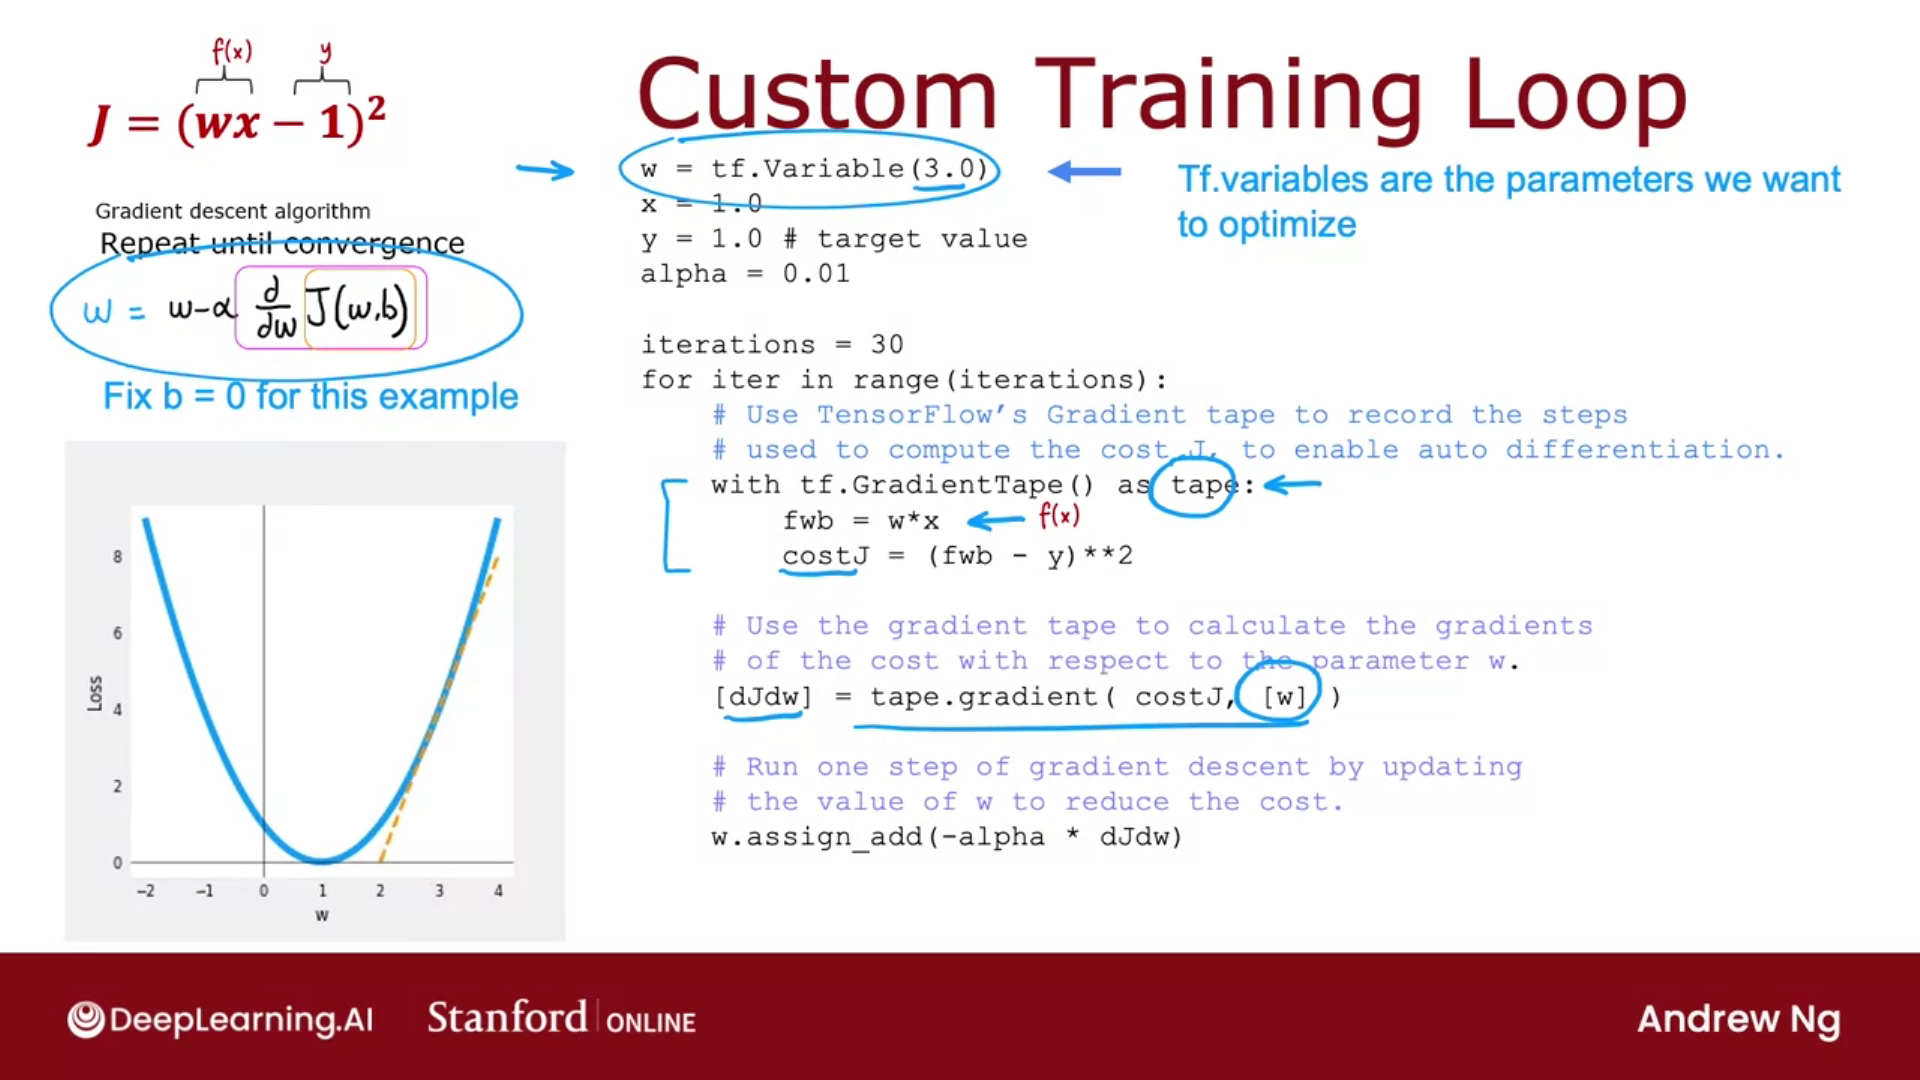 f(x) y
J = (wx − 1)²
Custom Training Loop
w = tf.Variable(3.0)
x = 1.0
y = 1.0 # target value
alpha = 0.01
Tf.variables are the parameters we want
to optimize
Gradient descent algorithm
Repeat until convergence
w = w-α d/dw J(w,b)
Fix b = 0 for this example
iterations = 30
for iter in range(iterations):
# Use TensorFlow’s Gradient tape to record the steps
# used to compute the cost J, to enable auto differentiation.
with tf.GradientTape() as tape:
fwb = w*x f(x)
costJ = (fwb - y)**2
# Use the gradient tape to calculate the gradients
# of the cost with respect to the parameter w.
[dJdw] = tape.gradient( costJ, [w] )
# Run one step of gradient descent by updating
# the value of w to reduce the cost.
w.assign_add(-alpha * dJdw)
8
6
Loss
4
2
0
−2 −1 0 1 2 3 4
w
DeepLearning.AI Stanford ONLINE Andrew Ng